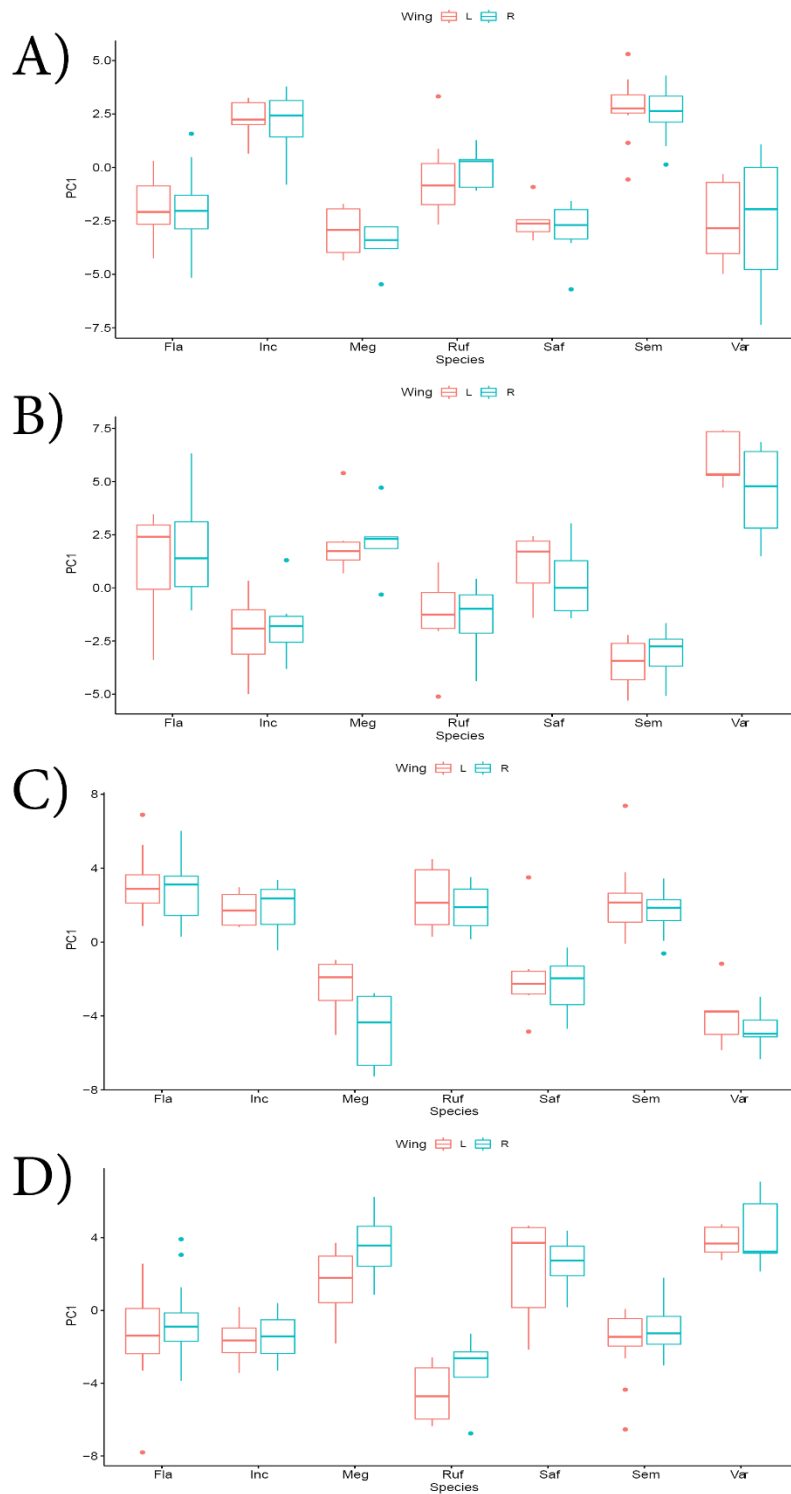 Wing L R
A)
5.0
2.5
0.0
−2.5
−5.0
−7.5
PC1
Fla Inc Meg Ruf Saf Sem Var
Species
Wing L R
B)
7.5
5.0
2.5
0.0
−2.5
−5.0
PC1
Fla Inc Meg Ruf Saf Sem Var
Species
Wing L R
C)
8
4
0
−4
−8
PC1
Fla Inc Meg Ruf Saf Sem Var
Species
Wing L R
D)
4
0
−4
−8
PC1
Fla Inc Meg Ruf Saf Sem Var
Species